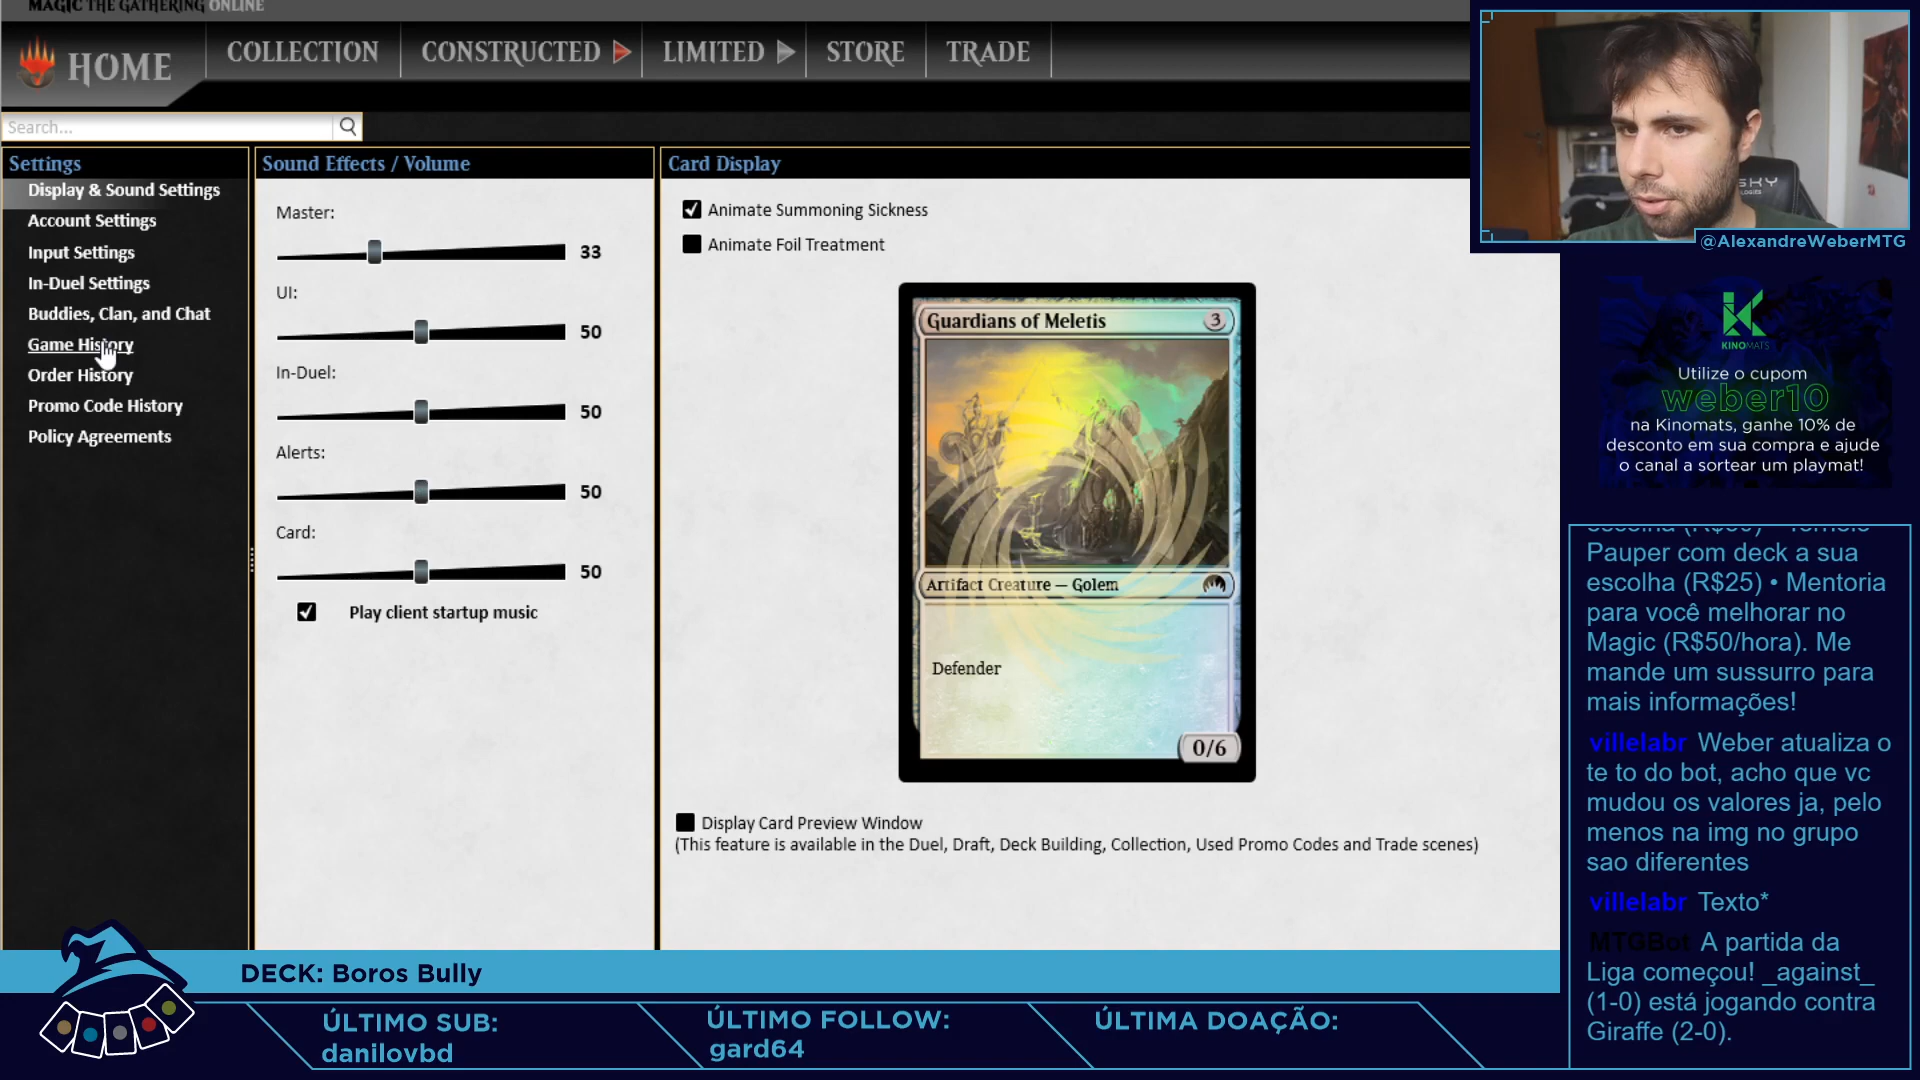 MAGIC THE GATHERING ONLINE
HOME
COLLECTION
CONSTRUCTED
LIMITED
STORE
TRADE
Search...
Settings
Display & Sound Settings
Account Settings
Input Settings
In-Duel Settings
Buddies, Clan, and Chat
Game History
Order History
Promo Code History
Policy Agreements
Sound Effects / Volume
Master:
33
UI:
50
In-Duel:
50
Alerts:
50
Card:
50
Play client startup music
Card Display
Animate Summoning Sickness
Animate Foil Treatment
Guardians of Meletis 3
Artifact Creature — Golem
Defender
0/6
Display Card Preview Window
(This feature is available in the Duel, Draft, Deck Building, Collection, Used Promo Codes and Trade scenes)
@AlexandreWeberMTG
KINOMATS
Utilize o cupom
weber10
na Kinomats, ganhe 10% de
desconto em sua compra e ajude
o canal a sortear um playmat!
Pauper com deck a sua
escolha (R$25) • Mentoria
para você melhorar no
Magic (R$50/hora). Me
mande um sussurro para
mais informações!
villelabr Weber atualiza o
te to do bot, acho que vc
mudou os valores ja, pelo
menos na img no grupo
sao diferentes
villelabr Texto*
MTGBot A partida da
Liga começou! _against_
(1-0) está jogando contra
Giraffe (2-0).
DECK: Boros Bully
ÚLTIMO SUB:
danilovbd
ÚLTIMO FOLLOW:
gard64
ÚLTIMA DOAÇÃO: